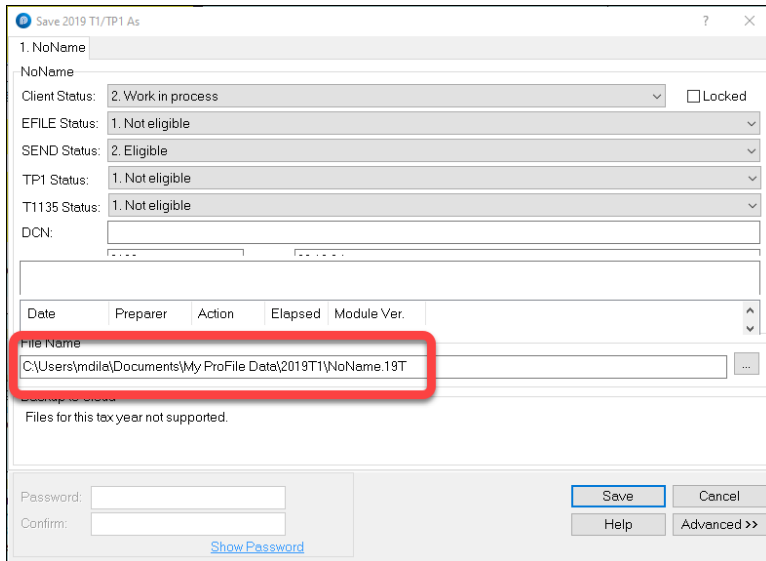 Save 2019 T1/TP1 As
1. NoName
NoName
Client Status: 2. Work in process Locked
EFILE Status: 1. Not eligible
SEND Status: 2. Eligible
TP1 Status: 1. Not eligible
T1135 Status: 1. Not eligible
DCN:
Date Preparer Action Elapsed Module Ver.
File Name
C:\Users\mdila\Documents\My ProFile Data\2019T1\NoName.19T
...
Backup to Cloud
Files for this tax year not supported.
Password: Save Cancel
Confirm: Help Advanced >>
Show Password